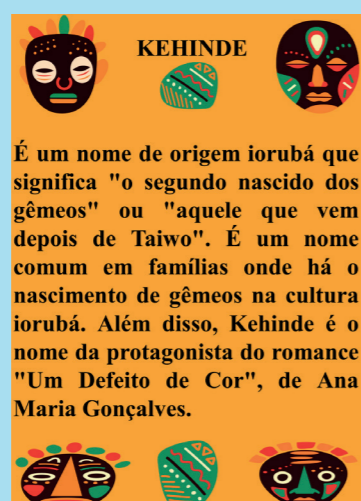 KEHINDE
É um nome de origem iorubá que
significa "o segundo nascido dos
gêmeos" ou "aquele que vem
depois de Taiwo". É um nome
comum em famílias onde há o
nascimento de gêmeos na cultura
iorubá. Além disso, Kehinde é o
nome da protagonista do romance
"Um Defeito de Cor", de Ana
Maria Gonçalves.